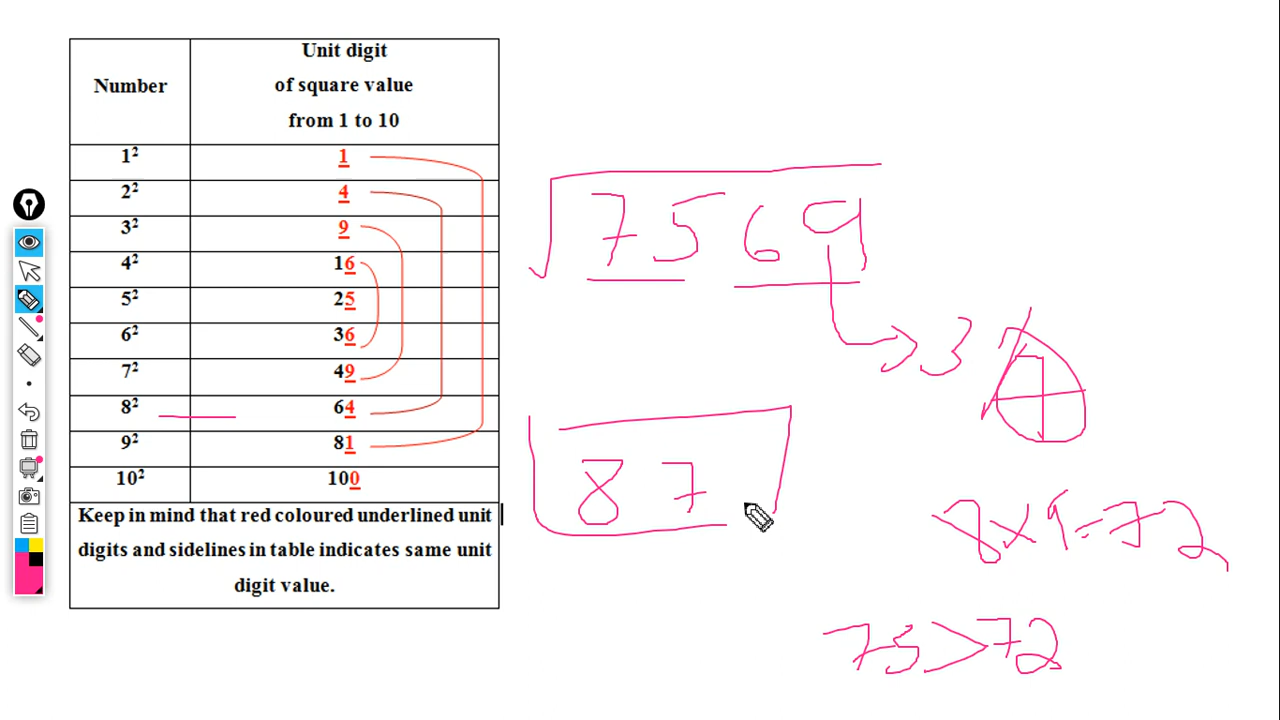 Number
Unit digit
of square value
from 1 to 10
1² 1
2² 4
3² 9
4² 16
5² 25
6² 36
7² 49
8² 64
9² 81
10² 100
Keep in mind that red coloured underlined unit
digits and sidelines in table indicates same unit
digit value.
√7569
3 7
87
8×9=72
75>72